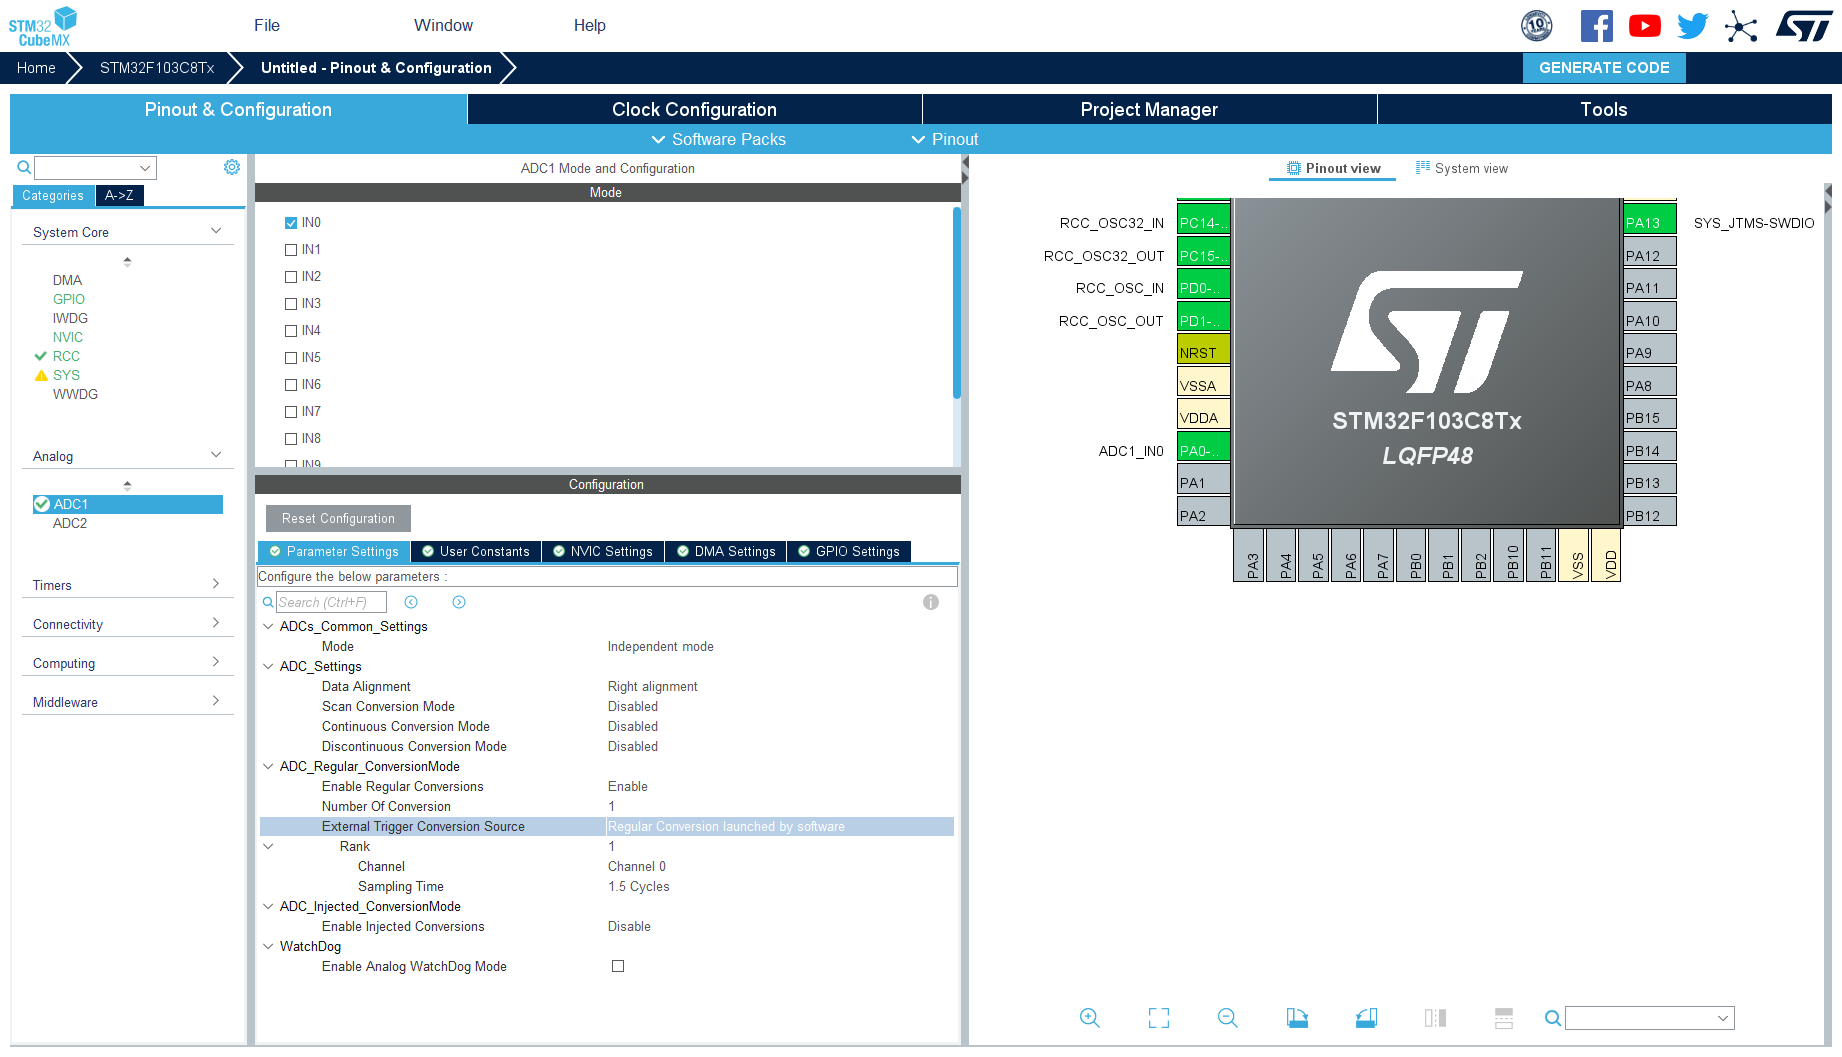 STM32
CubeMX
File
Window
Help
10
Home
STM32F103C8Tx
Untitled - Pinout & Configuration
GENERATE CODE
Pinout & Configuration
Clock Configuration
Project Manager
Tools
Software Packs
Pinout
Categories
A->Z
System Core
DMA
GPIO
IWDG
NVIC
RCC
SYS
WWDG
Analog
ADC1
ADC2
Timers
Connectivity
Computing
Middleware
ADC1 Mode and Configuration
Mode
IN0
IN1
IN2
IN3
IN4
IN5
IN6
IN7
IN8
IN9
Configuration
Reset Configuration
Parameter Settings
User Constants
NVIC Settings
DMA Settings
GPIO Settings
Configure the below parameters :
Search (Ctrl+F)
ADCs_Common_Settings
Mode Independent mode
ADC_Settings
Data Alignment Right alignment
Scan Conversion Mode Disabled
Continuous Conversion Mode Disabled
Discontinuous Conversion Mode Disabled
ADC_Regular_ConversionMode
Enable Regular Conversions Enable
Number Of Conversion 1
External Trigger Conversion Source Regular Conversion launched by software
Rank 1
Channel Channel 0
Sampling Time 1.5 Cycles
ADC_Injected_ConversionMode
Enable Injected Conversions Disable
WatchDog
Enable Analog WatchDog Mode
Pinout view
System view
RCC_OSC32_IN PC14-..
RCC_OSC32_OUT PC15-..
RCC_OSC_IN PD0-..
RCC_OSC_OUT PD1-..
NRST
VSSA
VDDA
ADC1_IN0 PA0-..
PA1
PA2
ST
STM32F103C8Tx
LQFP48
PA13 SYS_JTMS-SWDIO
PA12
PA11
PA10
PA9
PA8
PB15
PB14
PB13
PB12
PA3
PA4
PA5
PA6
PA7
PB0
PB1
PB2
PB10
PB11
VSS
VDD